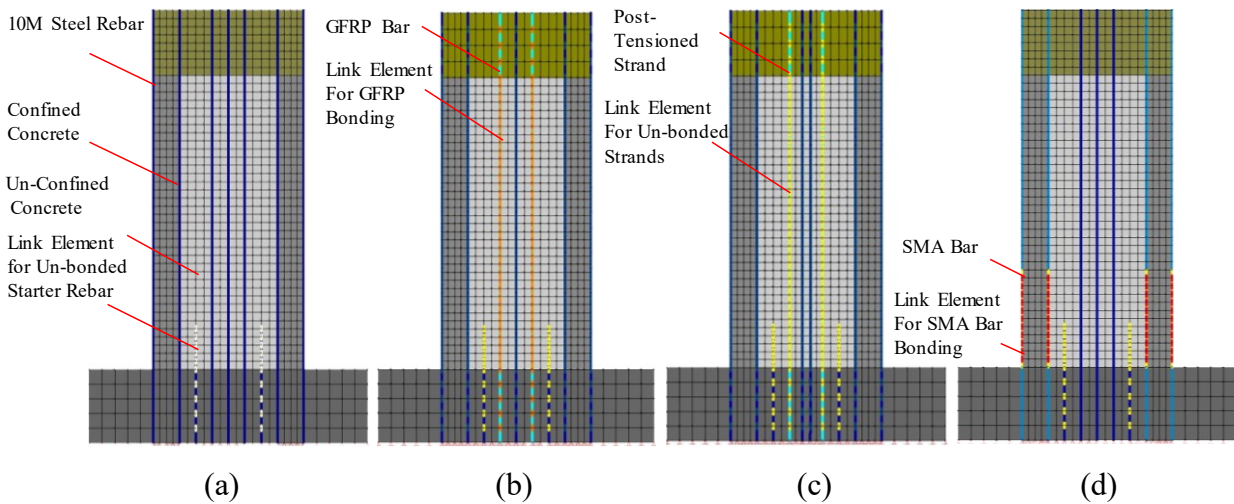 10M Steel Rebar
Confined
Concrete
Un-Confined
Concrete
Link Element
for Un-bonded
Starter Rebar
GFRP Bar
Link Element
For GFRP
Bonding
Post-
Tensioned
Strand
Link Element
For Un-bonded
Strands
SMA Bar
Link Element
For SMA Bar
Bonding
(a)
(b)
(c)
(d)